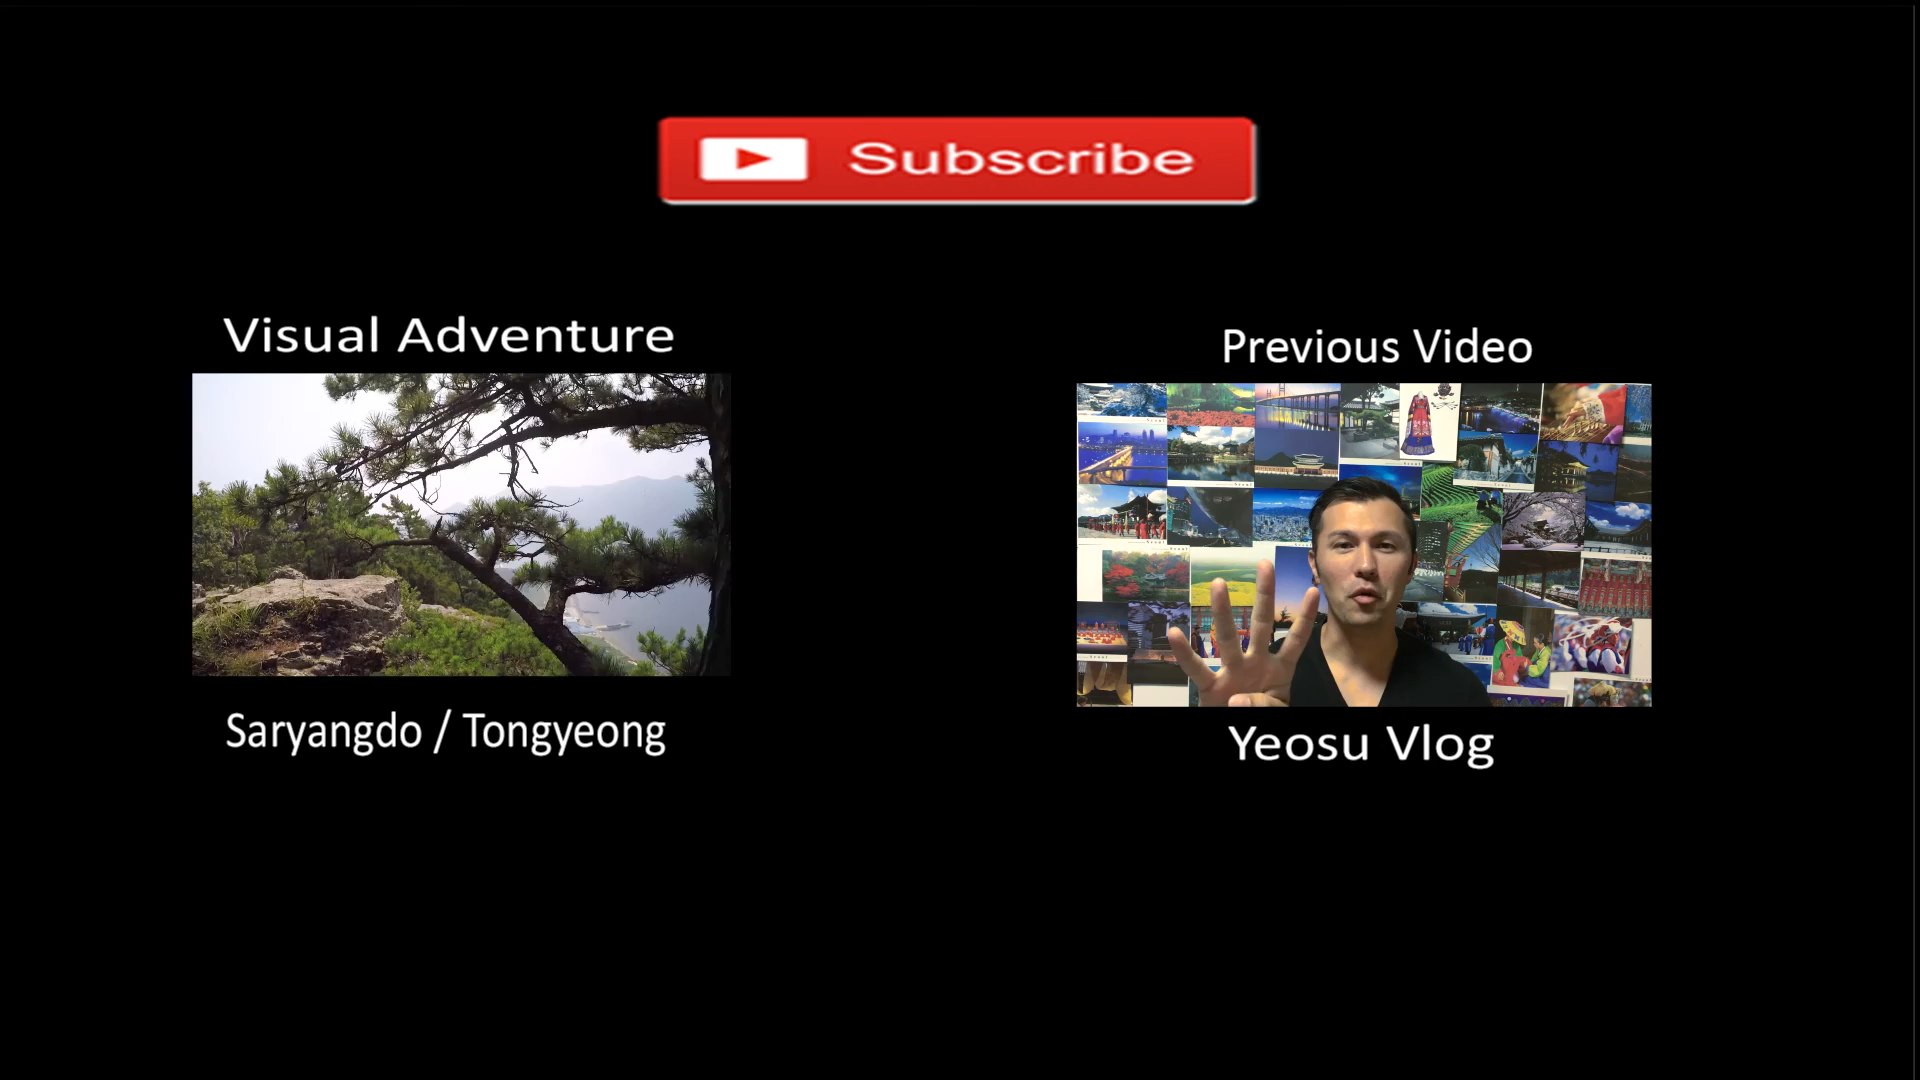 Subscribe
Visual Adventure
Saryangdo / Tongyeong
Previous Video
Yeosu Vlog